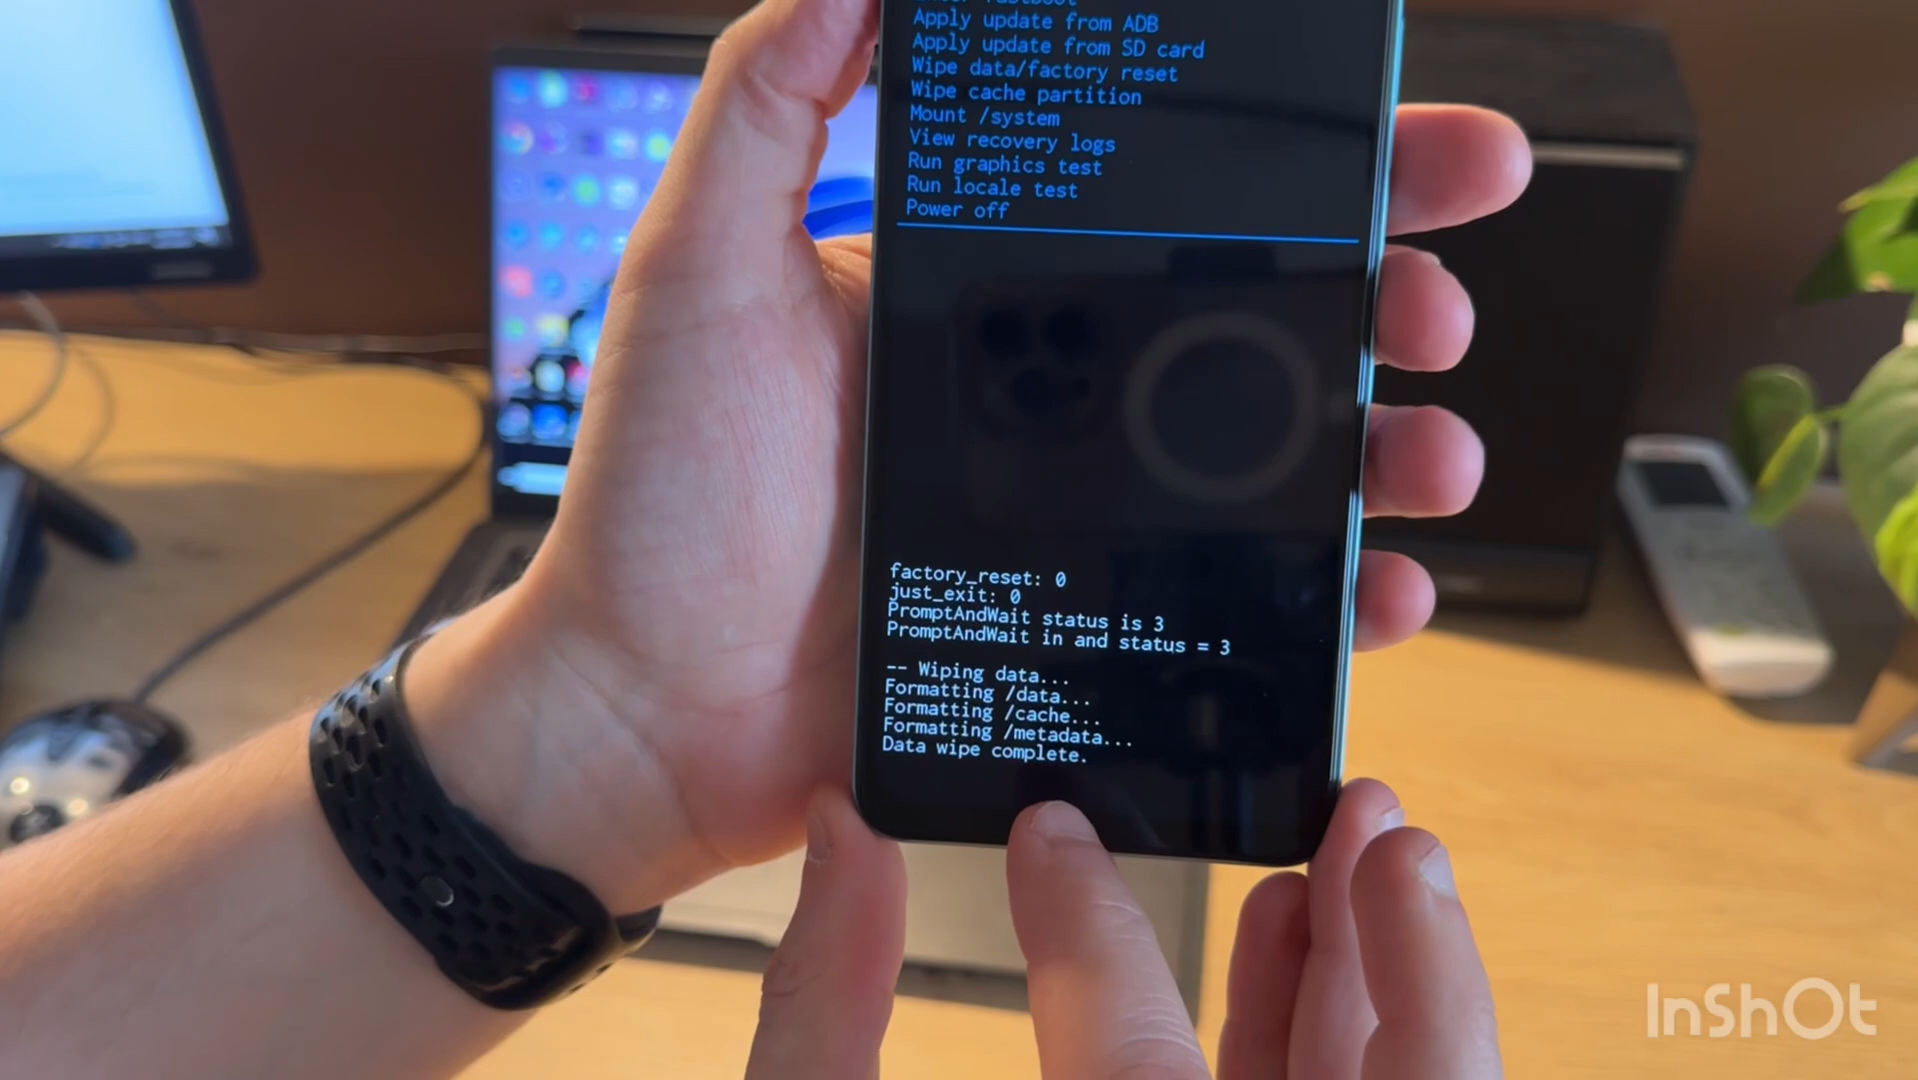 Enter fastboot
Apply update from ADB
Apply update from SD card
Wipe data/factory reset
Wipe cache partition
Mount /system
View recovery logs
Run graphics test
Run locale test
Power off
factory_reset: 0
just_exit: 0
PromptAndWait status is 3
PromptAndWait in and status = 3
-- Wiping data...
Formatting /data...
Formatting /cache...
Formatting /metadata...
Data wipe complete.
InShOt